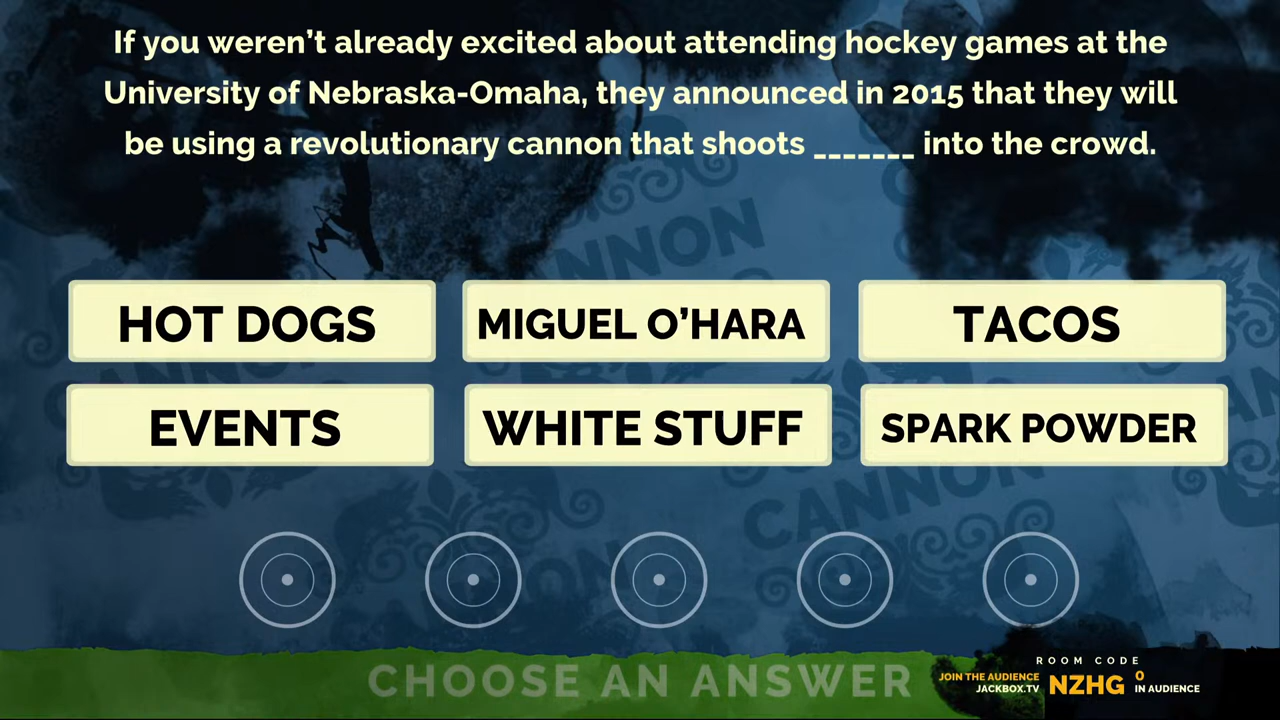 If you weren't already excited about attending hockey games at the
University of Nebraska-Omaha, they announced in 2015 that they will
be using a revolutionary cannon that shoots _______ into the crowd.
CANNON
HOT DOGS
MIGUEL O'HARA
TACOS
EVENTS
WHITE STUFF
SPARK POWDER
CANNON
CHOOSE AN ANSWER
ROOM CODE
JOIN THE AUDIENCE
JACKBOX.TV
NZHG
0
IN AUDIENCE